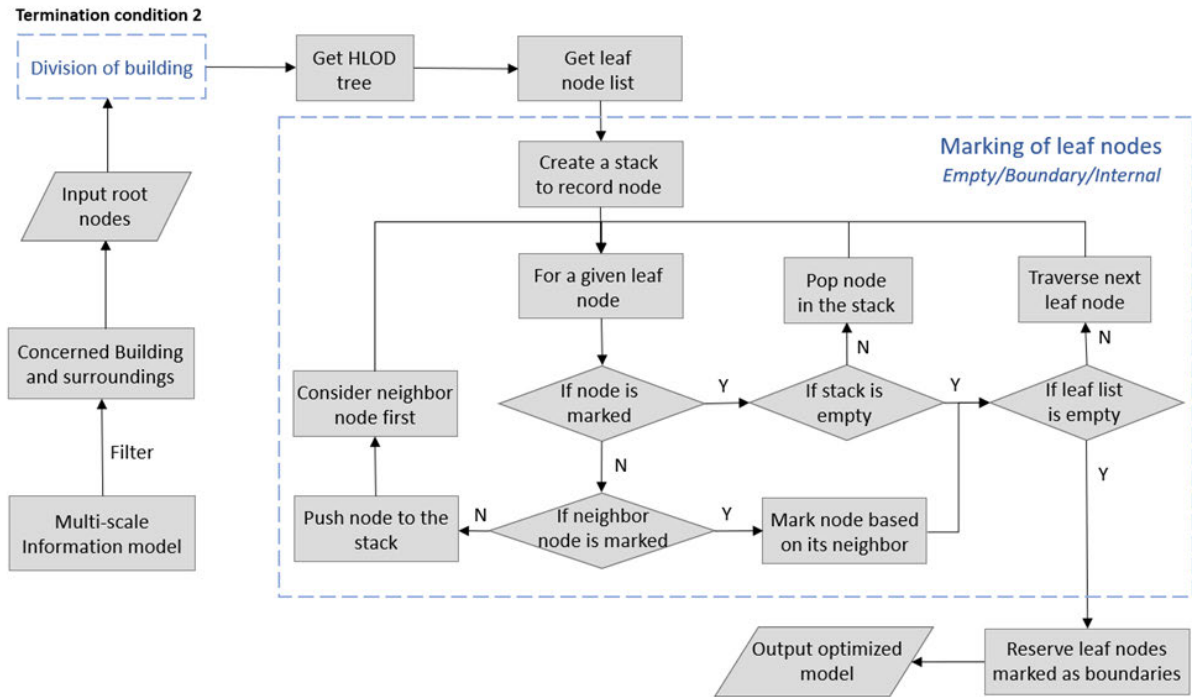 Termination condition 2
Division of building
Get HLOD
tree
Get leaf
node list
Marking of leaf nodes
Empty/Boundary/Internal
Create a stack
to record node
Input root
nodes
For a given leaf
node
Pop node
in the stack
Traverse next
leaf node
Concerned Building
and surroundings
Consider neighbor
node first
If node is
marked
Y
If stack is
empty
N
Y
If leaf list
is empty
N
Filter
N
Y
Multi-scale
Information model
Push node to the
stack
N
If neighbor
node is marked
Y
Mark node based
on its neighbor
Output optimized
model
Reserve leaf nodes
marked as boundaries